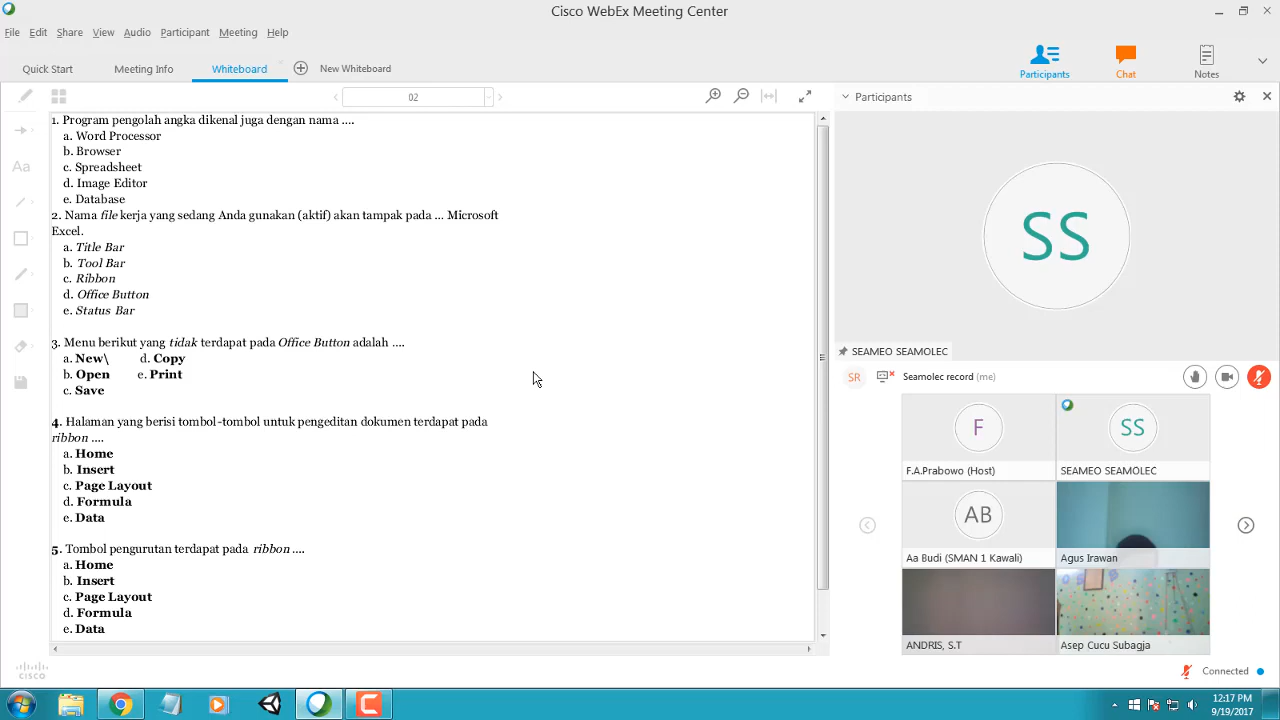 Cisco WebEx Meeting Center
File Edit Share View Audio Participant Meeting Help
Quick Start Meeting Info Whiteboard New Whiteboard
Participants Chat Notes
02
Participants
1. Program pengolah angka dikenal juga dengan nama ....
a. Word Processor
b. Browser
c. Spreadsheet
d. Image Editor
e. Database
2. Nama file kerja yang sedang Anda gunakan (aktif) akan tampak pada ... Microsoft
Excel.
a. Title Bar
b. Tool Bar
c. Ribbon
d. Office Button
e. Status Bar
3. Menu berikut yang tidak terdapat pada Office Button adalah ....
a. New\ d. Copy
b. Open e. Print
c. Save
4. Halaman yang berisi tombol-tombol untuk pengeditan dokumen terdapat pada
ribbon ....
a. Home
b. Insert
c. Page Layout
d. Formula
e. Data
5. Tombol pengurutan terdapat pada ribbon ....
a. Home
b. Insert
c. Page Layout
d. Formula
e. Data
Aa
SS
SEAMEO SEAMOLEC
SR Seamolec record (me)
F SS
F.A.Prabowo (Host) SEAMEO SEAMOLEC
AB
Aa Budi (SMAN 1 Kawali) Agus Irawan
ANDRIS, S.T Asep Cucu Subagja
cisco
Connected
12:17 PM
9/19/2017